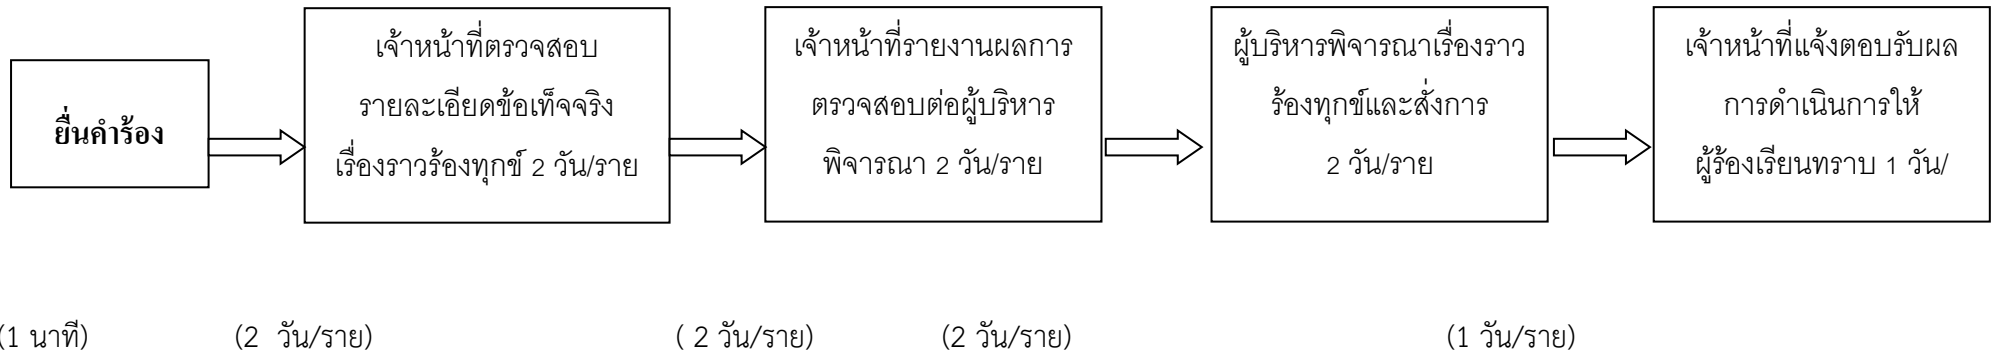 ยื่นคำร้อง
เจ้าหน้าที่ตรวจสอบ
รายละเอียดข้อเท็จจริง
เรื่องราวร้องทุกข์ 2 วัน/ราย
เจ้าหน้าที่รายงานผลการ
ตรวจสอบต่อผู้บริหาร
พิจารณา 2 วัน/ราย
ผู้บริหารพิจารณาเรื่องราว
ร้องทุกข์และสั่งการ
2 วัน/ราย
เจ้าหน้าที่แจ้งตอบรับผล
การดำเนินการให้
ผู้ร้องเรียนทราบ 1 วัน/
(1 นาที) (2 วัน/ราย) ( 2 วัน/ราย) (2 วัน/ราย) (1 วัน/ราย)